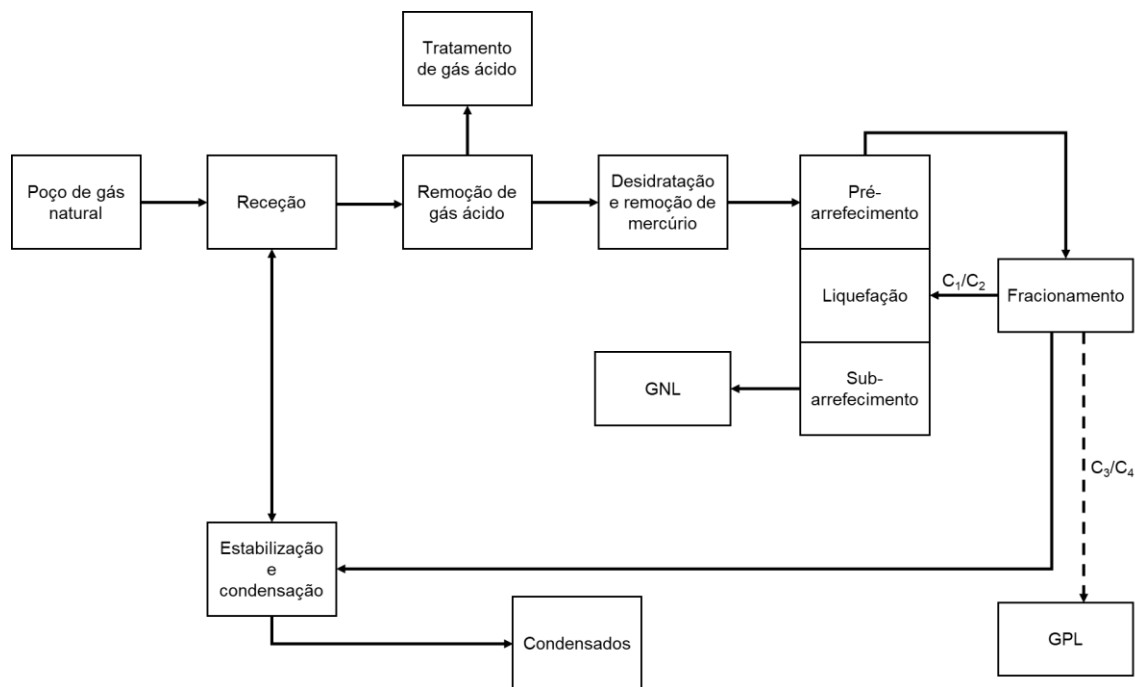 Tratamento
de gás ácido
Poço de gás
natural
Receção
Remoção de
gás ácido
Desidratação
e remoção de
mercúrio
Pré-
arrefecimento
Liquefação
C₁/C₂
Fracionamento
GNL
Sub-
arrefecimento
C₃/C₄
Estabilização
e
condensação
Condensados
GPL